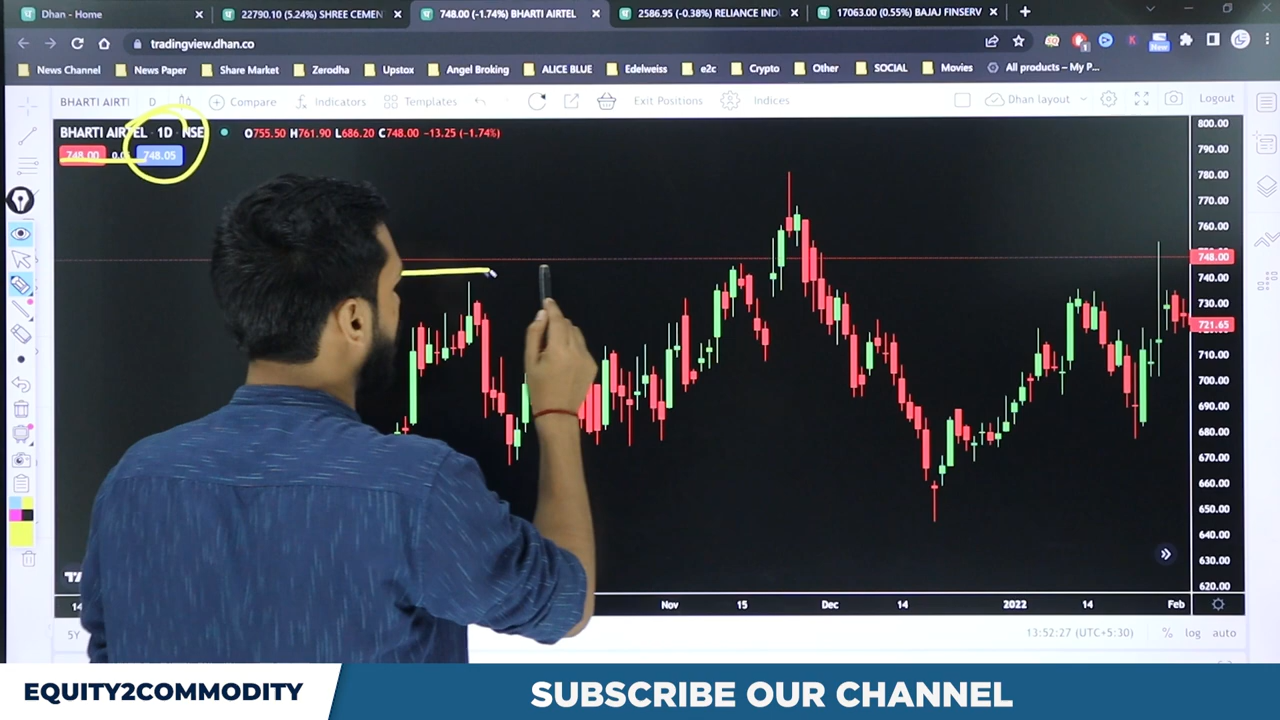 Dhan - Home
22790.10 (5.24%) SHREE CEMEN
748.00 (-1.74%) BHARTI AIRTEL
2586.95 (-0.38%) RELIANCE IND
17063.00 (0.55%) BAJAJ FINSERV
tradingview.dhan.co
New
News Channel
News Paper
Share Market
Zerodha
Upstox
Angel Broking
ALICE BLUE
Edelweiss
e2c
Crypto
Other
SOCIAL
Movies
All products – My P...
BHARTI AIRTI
D
Compare
Indicators
Templates
Exit Positions
Indices
Dhan layout
Logout
BHARTI AIRTEL · 1D · NSE
O755.50 H761.90 L686.20 C748.00 −13.25 (−1.74%)
748.00
748.05
800.00
790.00
780.00
770.00
760.00
748.00
740.00
730.00
721.65
710.00
700.00
690.00
680.00
670.00
660.00
650.00
640.00
630.00
620.00
14
Nov
15
Dec
14
2022
14
Feb
5Y
13:52:27 (UTC+5:30)
%
log
auto
EQUITY2COMMODITY
SUBSCRIBE OUR CHANNEL